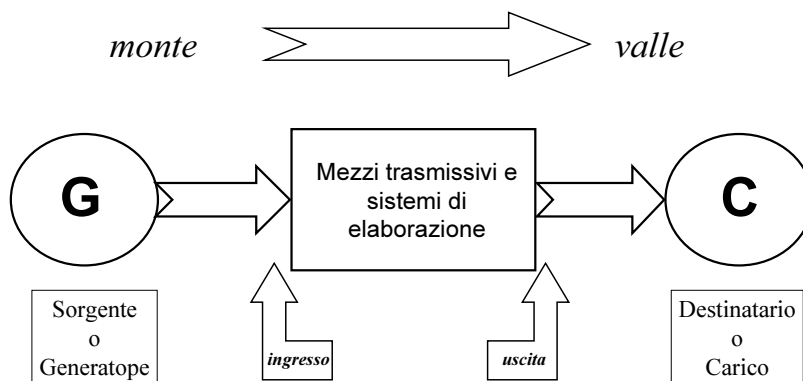 monte
valle
G
Mezzi trasmissivi e
sistemi di
elaborazione
C
Sorgente
o
Generatope
ingresso
uscita
Destinatario
o
Carico